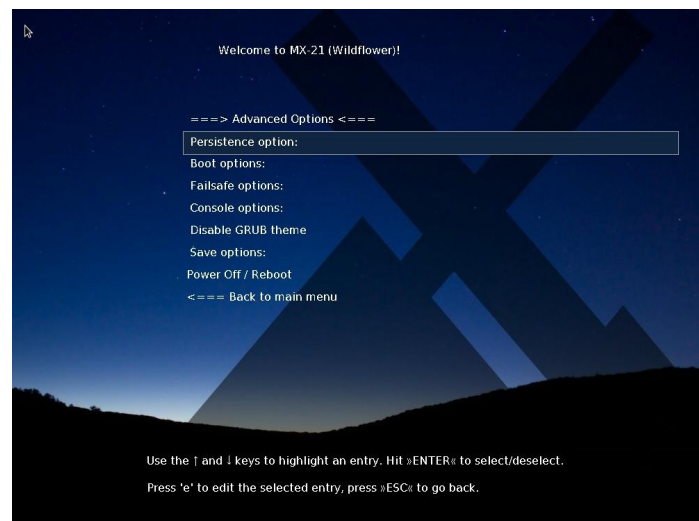 Welcome to MX-21 (Wildflower)!
===> Advanced Options <===
Persistence option:
Boot options:
Failsafe options:
Console options:
Disable GRUB theme
Save options:
Power Off / Reboot
<=== Back to main menu
Use the ↑ and ↓ keys to highlight an entry. Hit »ENTER« to select/deselect.
Press 'e' to edit the selected entry, press »ESC« to go back.